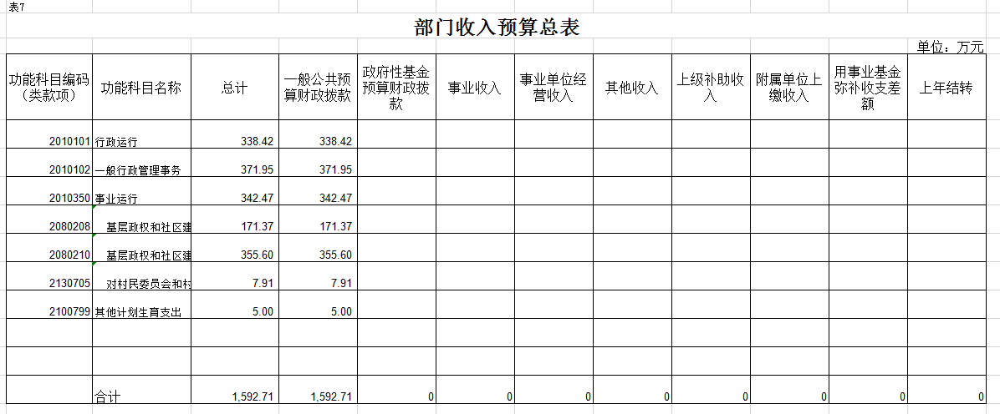 表7
部门收入预算总表
单位：万元
功能科目编码（类款项） 功能科目名称 总计 一般公共预算财政拨款 政府性基金预算财政拨款 事业收入 事业单位经营收入 其他收入 上级补助收入 附属单位上缴收入 用事业基金弥补收支差额 上年结转
2010101 行政运行 338.42 338.42
2010102 一般行政管理事务 371.95 371.95
2010350 事业运行 342.47 342.47
2080208 基层政权和社区建 171.37 171.37
2080210 基层政权和社区建 355.60 355.60
2130705 对村民委员会和村 7.91 7.91
2100799 其他计划生育支出 5.00 5.00
合计 1,592.71 1,592.71 0 0 0 0 0 0 0 0